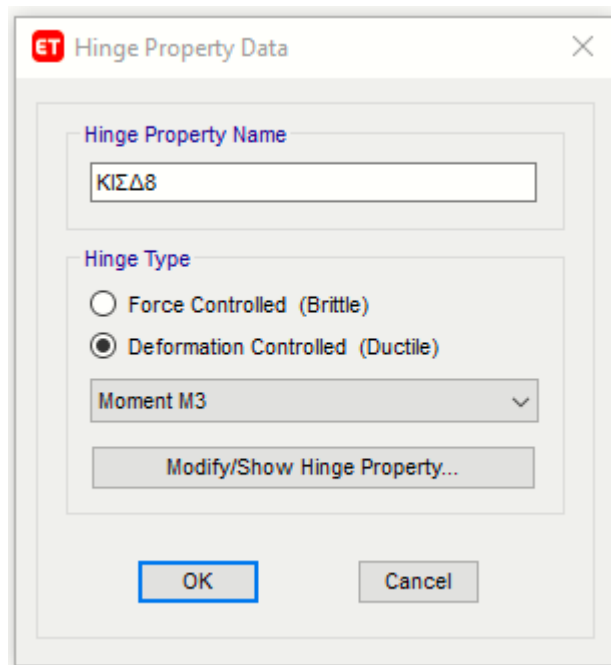 ET Hinge Property Data
Hinge Property Name
ΚΙΣΔ8
Hinge Type
Force Controlled (Brittle)
Deformation Controlled (Ductile)
Moment M3
Modify/Show Hinge Property...
OK Cancel